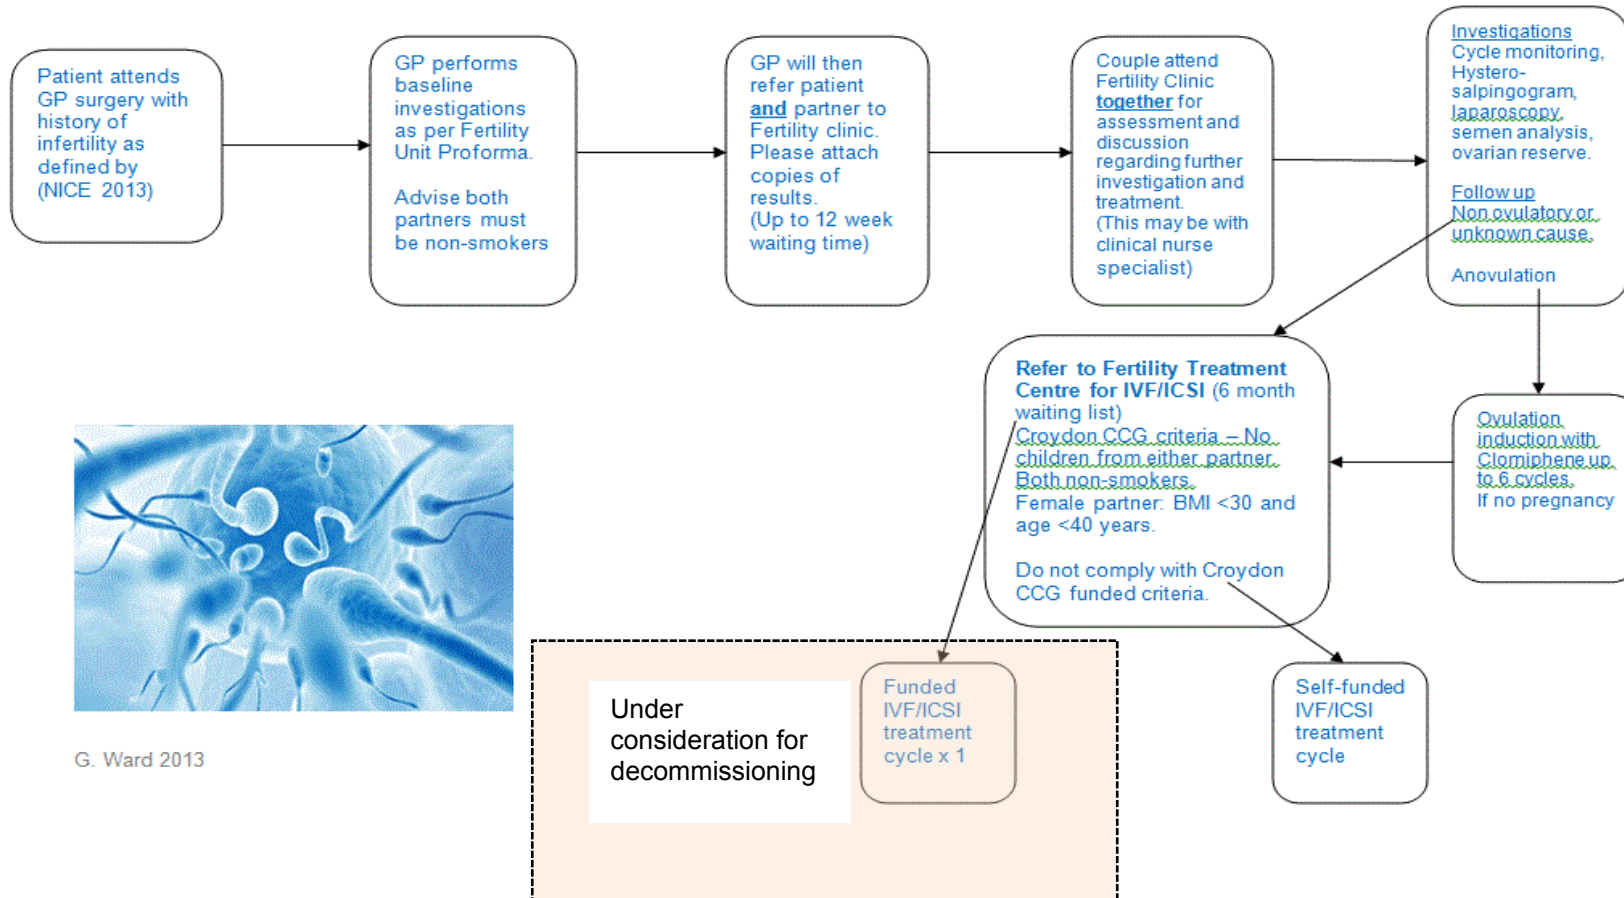 Patient attends
GP surgery with
history of
infertility as
defined by
(NICE 2013)
GP performs
baseline
investigations
as per Fertility
Unit Proforma.
Advise both
partners must
be non-smokers
GP will then
refer patient
and partner to
Fertility clinic.
Please attach
copies of
results.
(Up to 12 week
waiting time)
Couple attend
Fertility Clinic
together for
assessment and
discussion
regarding further
investigation and
treatment.
(This may be with
clinical nurse
specialist)
Investigations
Cycle monitoring,
Hystero-
salpingogram,
laparoscopy,
semen analysis,
ovarian reserve.
Follow up
Non ovulatory or
unknown cause.
Anovulation
Refer to Fertility Treatment
Centre for IVF/ICSI (6 month
waiting list)
Croydon CCG criteria – No
children from either partner.
Both non-smokers.
Female partner: BMI <30 and
age <40 years.
Do not comply with Croydon
CCG funded criteria.
Ovulation
induction with
Clomiphene up
to 6 cycles.
If no pregnancy
Under
consideration for
decommissioning
Funded
IVF/ICSI
treatment
cycle x 1
Self-funded
IVF/ICSI
treatment
cycle
G. Ward 2013